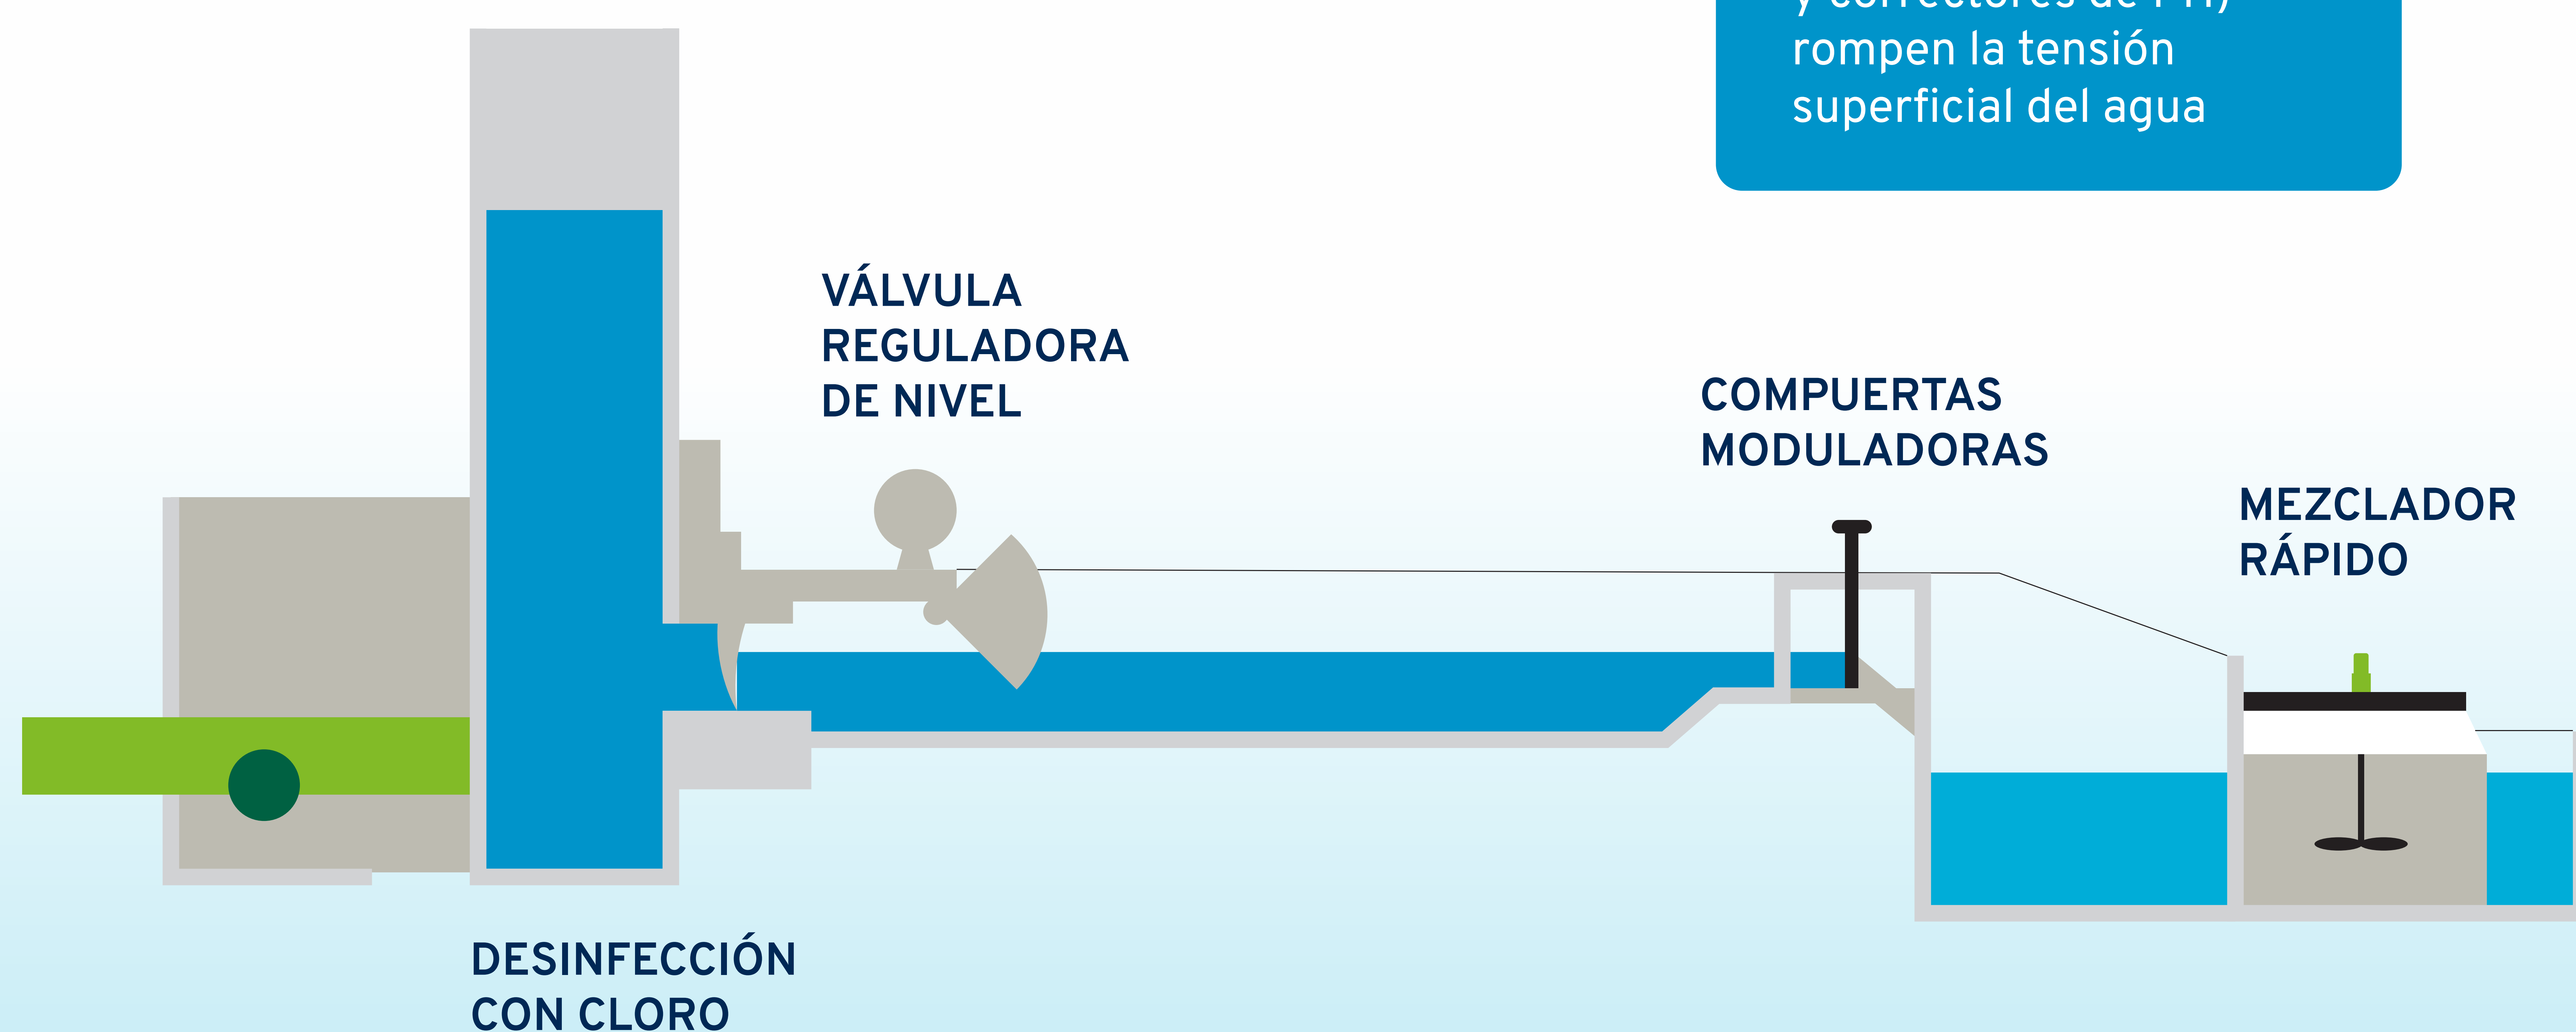 rompen la tensión
superficial del agua
VÁLVULA
REGULADORA
DE NIVEL
COMPUERTAS
MODULADORAS
MEZCLADOR
RÁPIDO
DESINFECCIÓN
CON CLORO